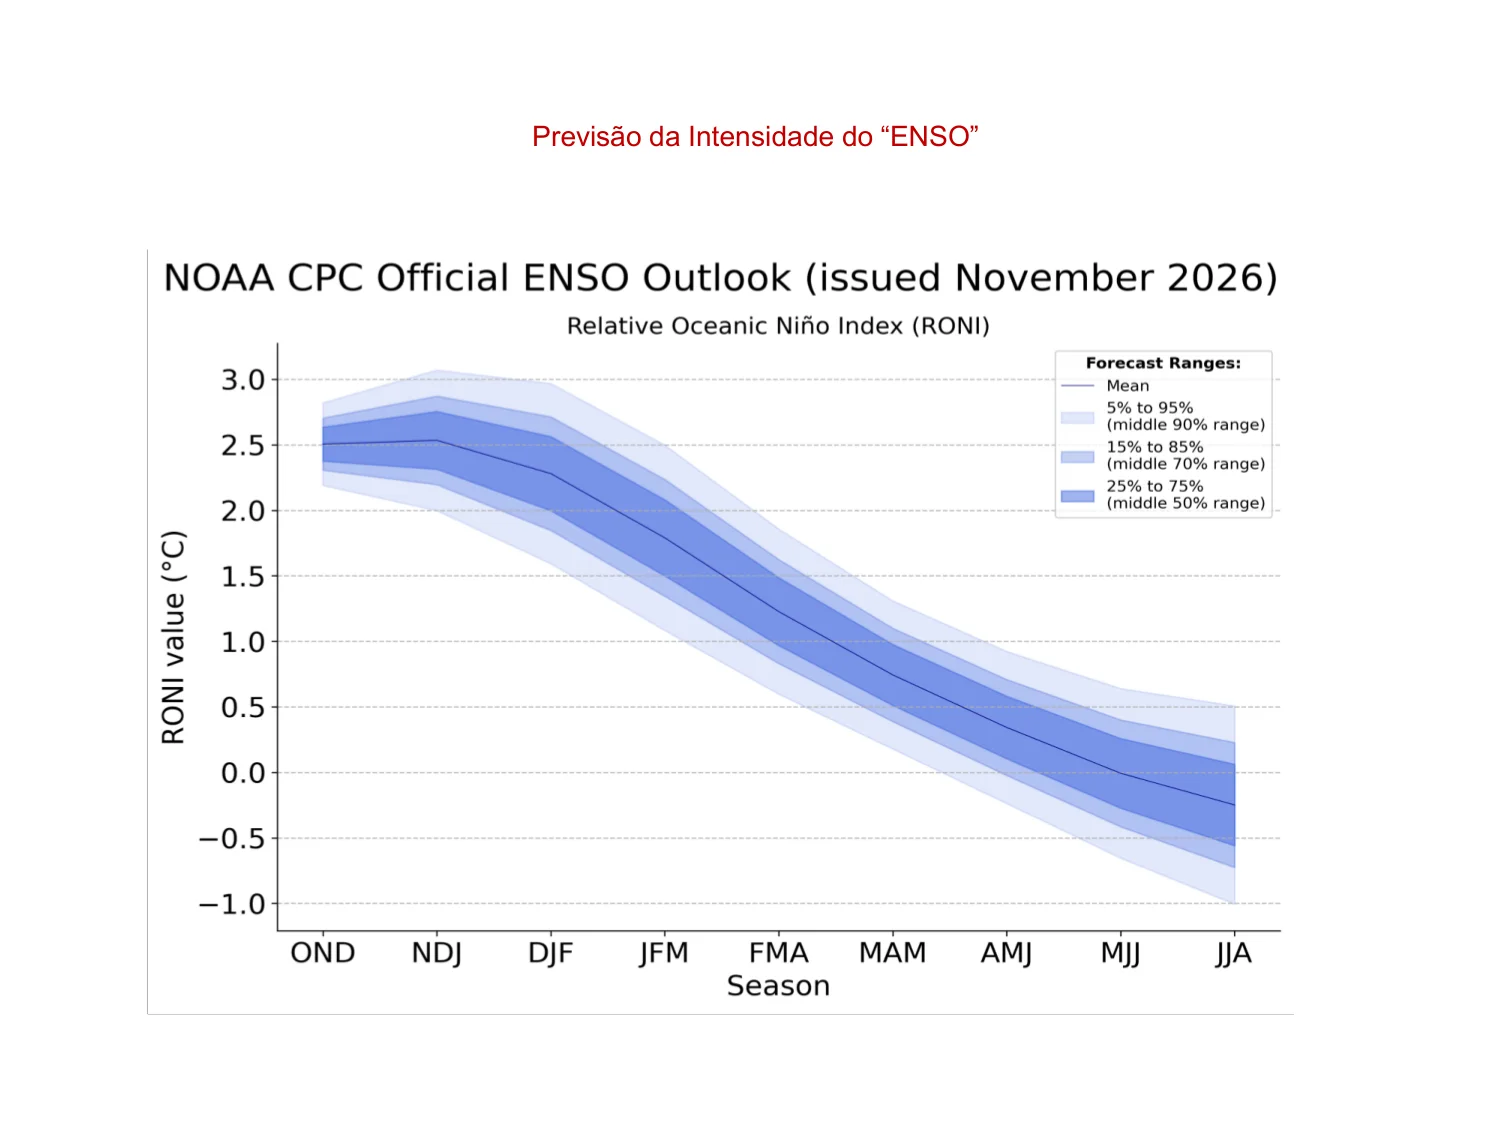 Previsão da Intensidade do “ENSO”
NOAA CPC Official ENSO Outlook (issued November 2026)
Relative Oceanic Niño Index (RONI)
Forecast Ranges:
Mean
5% to 95%
(middle 90% range)
15% to 85%
(middle 70% range)
25% to 75%
(middle 50% range)
RONI value (°C)
3.0
2.5
2.0
1.5
1.0
0.5
0.0
−0.5
−1.0
OND NDJ DJF JFM FMA MAM AMJ MJJ JJA
Season